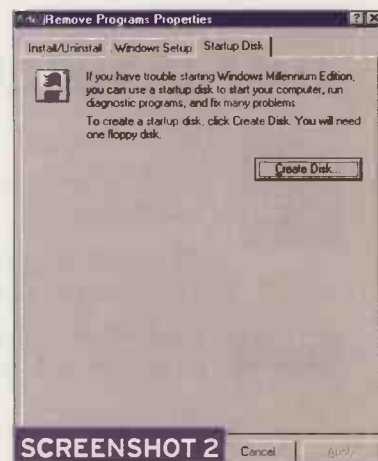 Add/Remove Programs Properties
Install/Uninstall Windows Setup Startup Disk
If you have trouble starting Windows Millennium Edition,
you can use a startup disk to start your computer, run
diagnostic programs, and fix many problems
To create a startup disk, click Create Disk. You will need
one floppy disk.
Create Disk...
SCREENSHOT 2 Cancel Apply